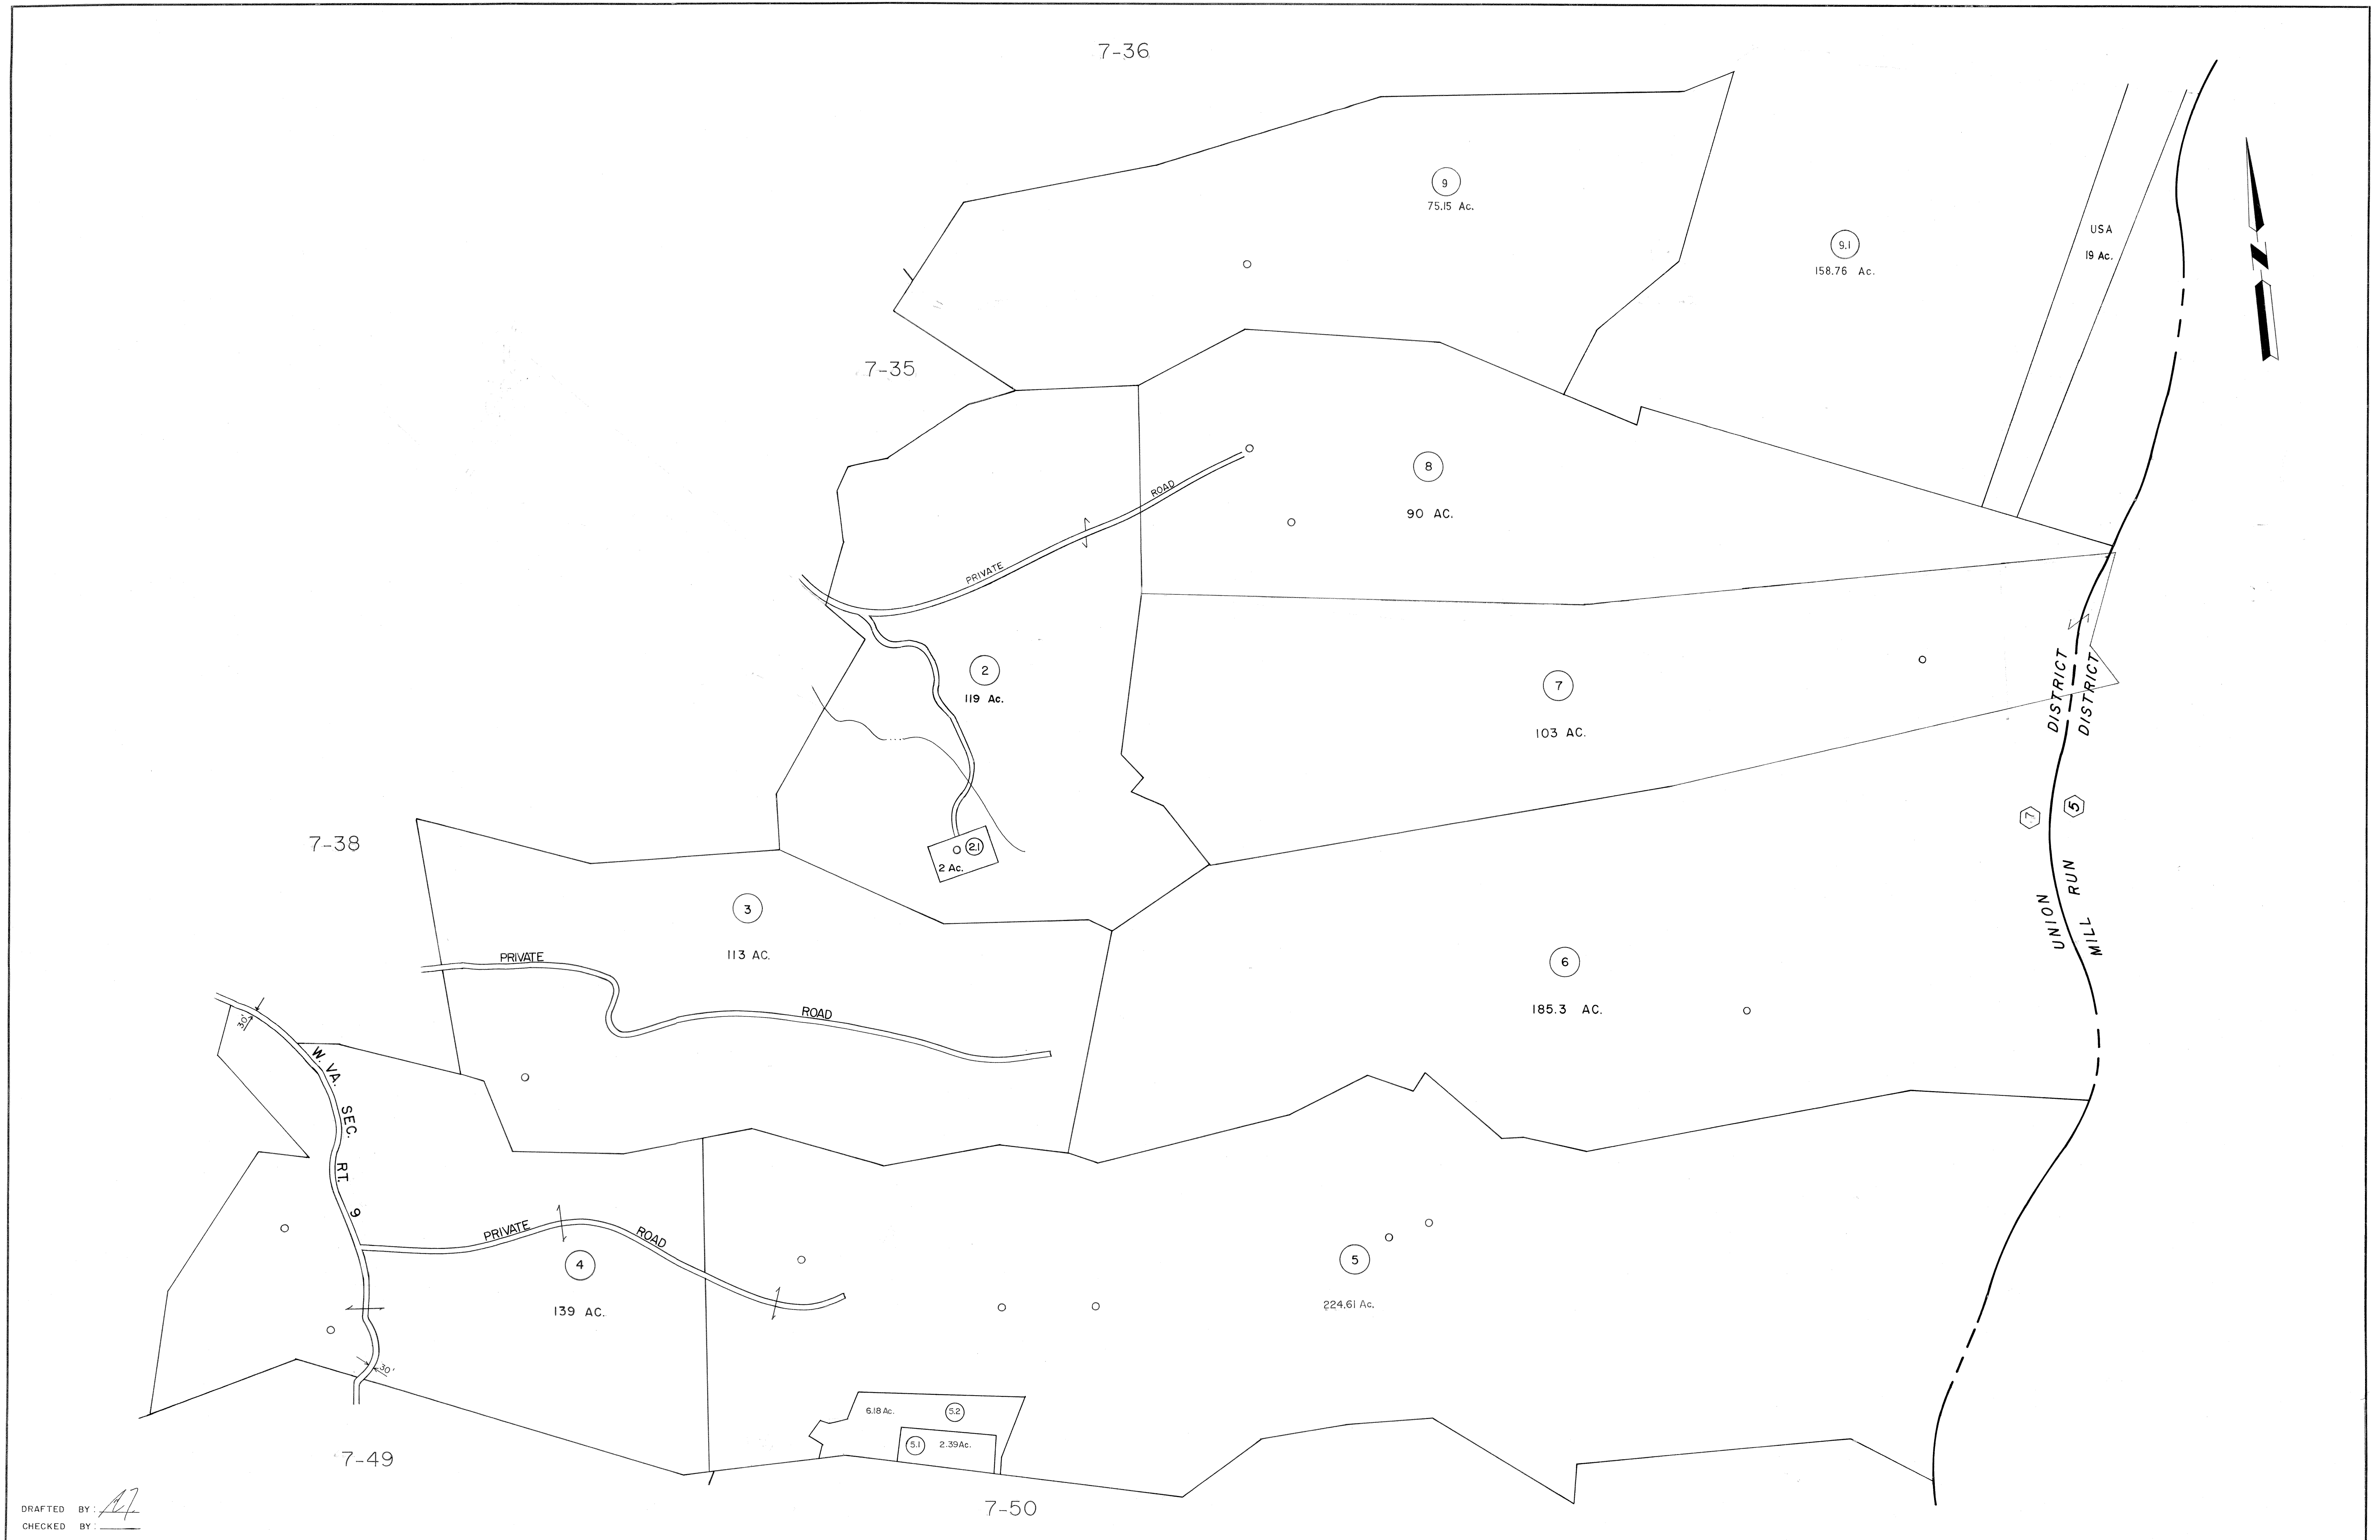 7-36
9
75.15 Ac.
9.1
158.76 Ac.
USA
19 Ac.
N
7-35
8
90 AC.
PRIVATE ROAD
2
119 Ac.
7
103 AC.
DISTRICT
DISTRICT
7
5
UNION
MILL RUN
2.1
2 Ac.
7-38
3
113 AC.
PRIVATE ROAD
6
185.3 AC.
30'
W. VA. SEC. RT. 9
PRIVATE ROAD
4
139 AC.
5
224.61 Ac.
30'
6.18 Ac.
5.2
5.1
2.39 Ac.
7-49
7-50
DRAFTED BY:
CHECKED BY: